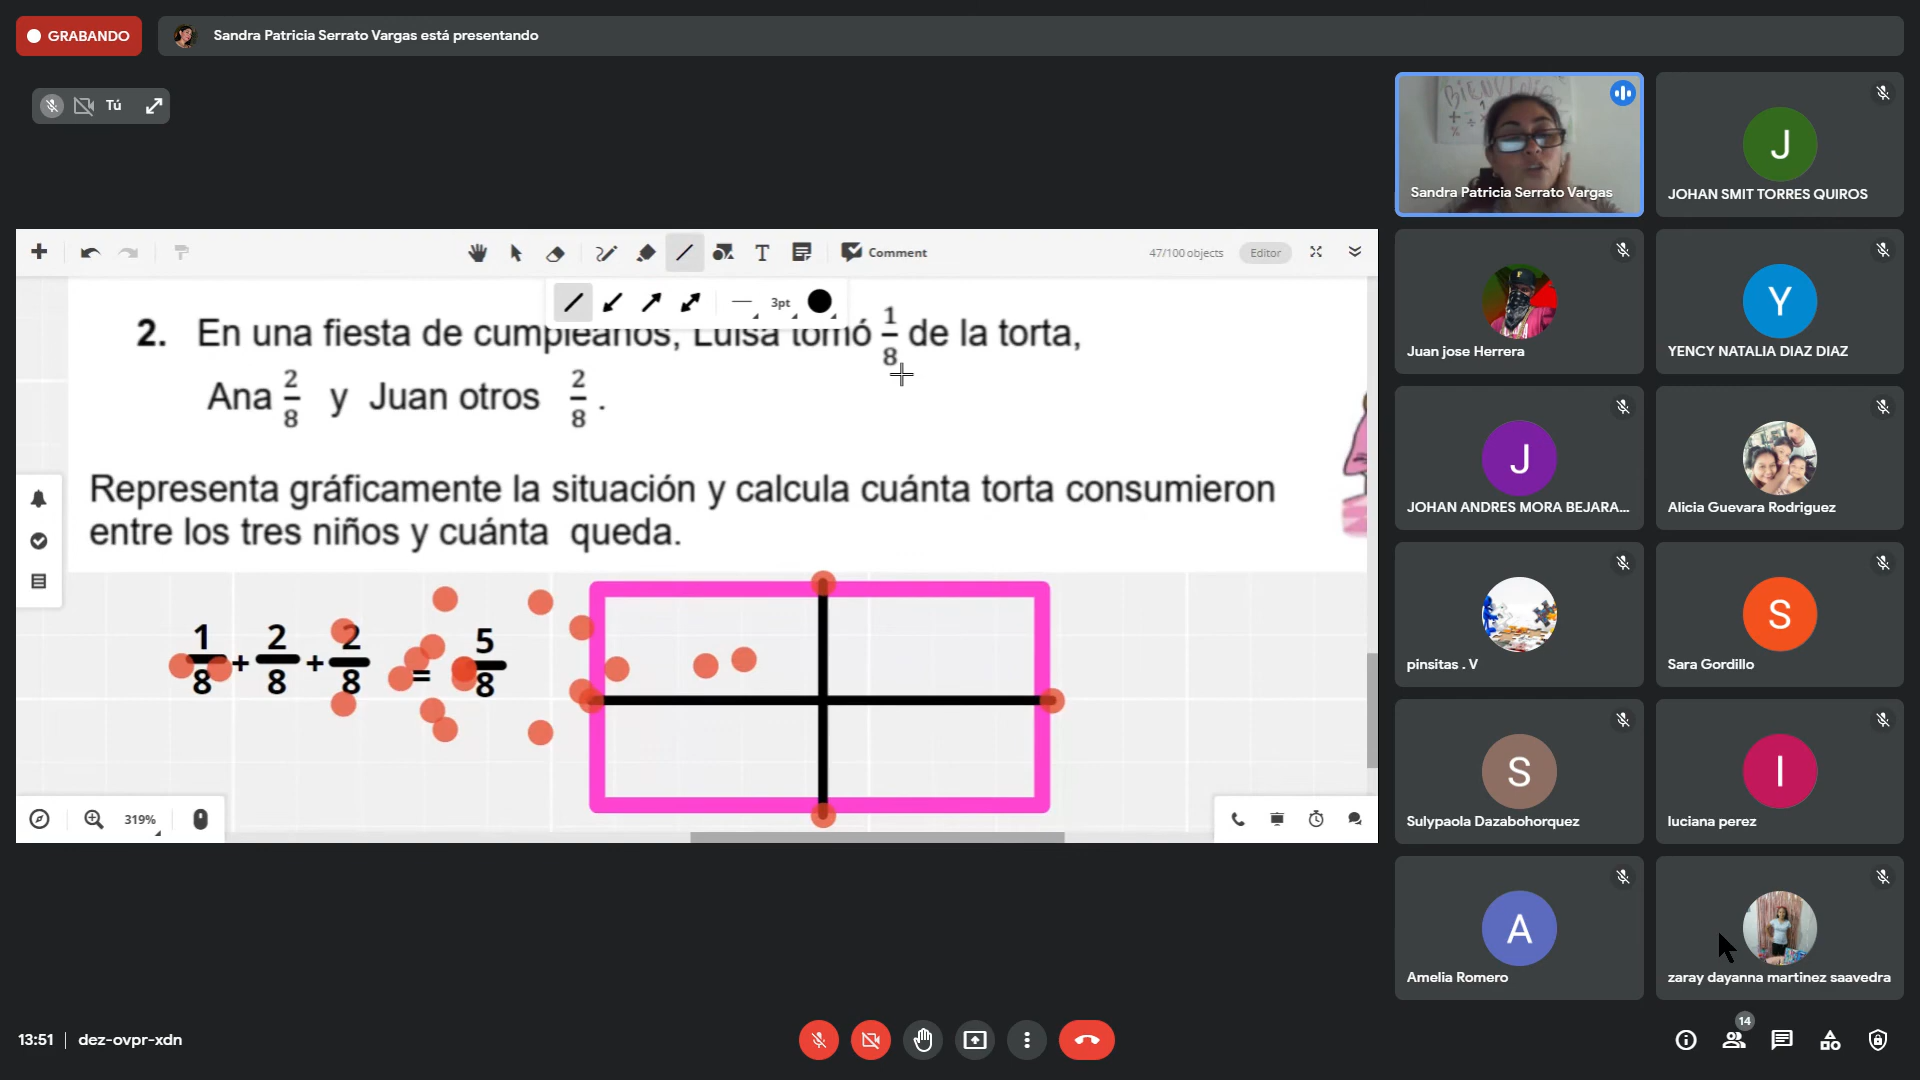 GRABANDO
Sandra Patricia Serrato Vargas está presentando
Tú
BIENVENID
Sandra Patricia Serrato Vargas
J
JOHAN SMIT TORRES QUIROS
Comment
47/100 objects
Editor
3pt
2. En una fiesta de cumpleaños, Luisa tomó 1/8 de la torta,
Ana 2/8 y Juan otros 2/8 .
Representa gráficamente la situación y calcula cuánta torta consumieron
entre los tres niños y cuánta queda.
1/8 + 2/8 + 2/8 = 5/8
319%
Juan jose Herrera
Y
YENCY NATALIA DIAZ DIAZ
J
JOHAN ANDRES MORA BEJARA...
Alicia Guevara Rodriguez
pinsitas . V
S
Sara Gordillo
S
Sulypaola Dazabohorquez
I
luciana perez
A
Amelia Romero
zaray dayanna martinez saavedra
13:51 | dez-ovpr-xdn
14